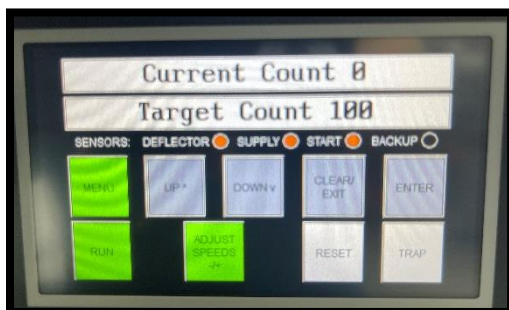 Current Count 0
Target Count 100
SENSORS: DEFLECTOR SUPPLY START BACKUP
MENU UP ^ DOWN v CLEAR/ EXIT ENTER
RUN ADJUST SPEEDS -/+ RESET TRAP